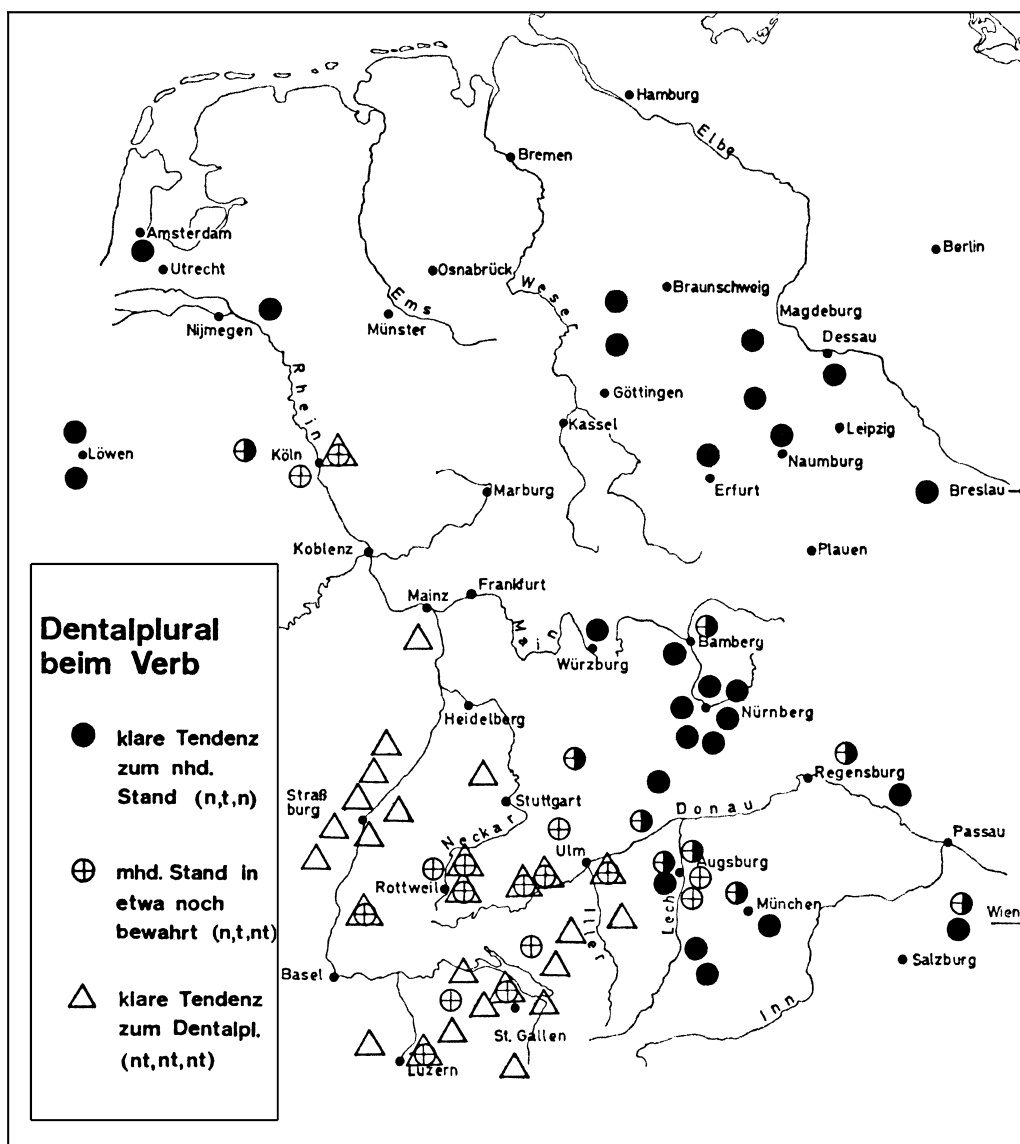 Hamburg
Elbe
Bremen
Amsterdam
Berlin
Utrecht
Osnabrück
Weser
Braunschweig
Ems
Magdeburg
Nijmegen
Münster
Dessau
Rhein
Göttingen
Kassel
Leipzig
Löwen
Köln
Naumburg
Marburg
Erfurt
Breslau
Koblenz
Plauen
Frankfurt
Mainz
Main
Bamberg
Würzburg
Heidelberg
Nürnberg
Regensburg
Straß
burg
Stuttgart
Donau
Neckar
Passau
Ulm
Augsburg
Rottweil
Lech
München
Wien
Iller
Basel
Salzburg
Inn
St. Gallen
Luzern
Dentalplural
beim Verb
klare Tendenz
zum nhd.
Stand (n,t,n)
mhd. Stand in
etwa noch
bewahrt (n,t,nt)
klare Tendenz
zum Dentalpl.
(nt,nt,nt)